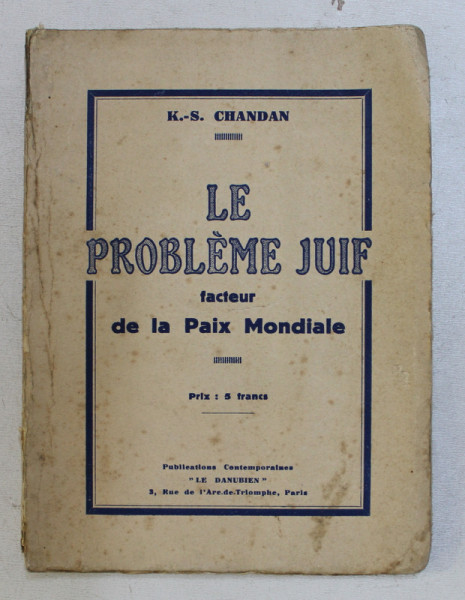 K.-S. CHANDAN
LE
PROBLÈME JUIF
facteur
de la Paix Mondiale
Prix : 5 francs
Publications Contemporaines
"LE DANUBIEN"
3, Rue de l'Arc-de-Triomphe, Paris